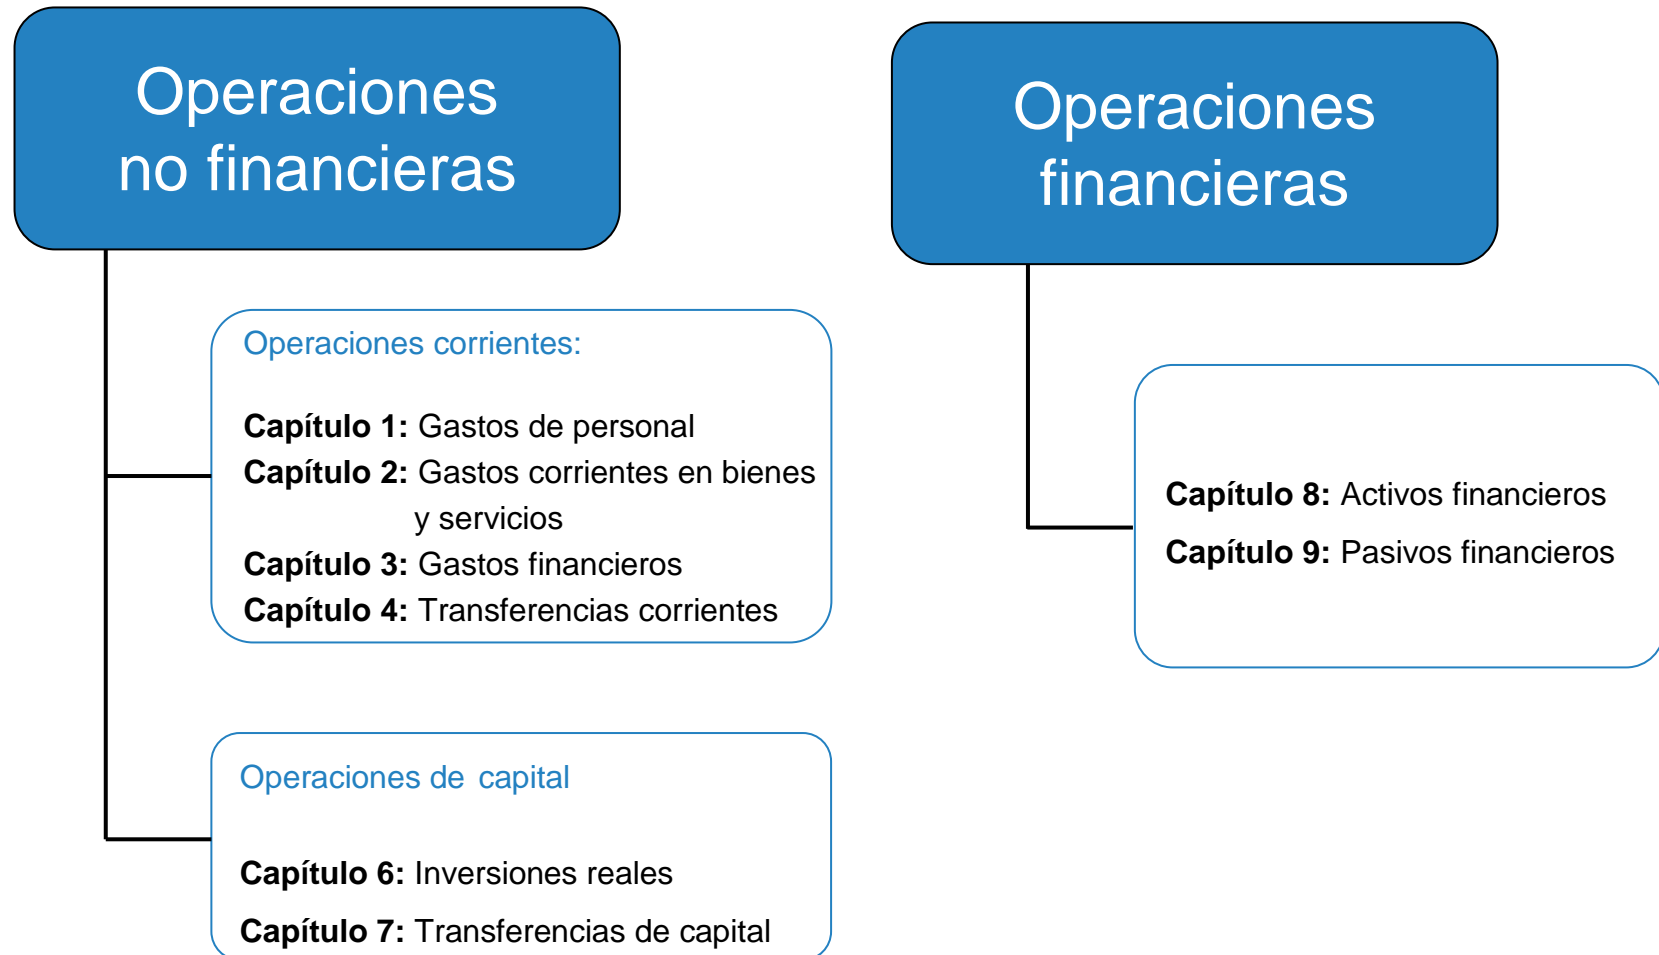 Operaciones
no financieras
Operaciones corrientes:
Capítulo 1: Gastos de personal
Capítulo 2: Gastos corrientes en bienes
y servicios
Capítulo 3: Gastos financieros
Capítulo 4: Transferencias corrientes
Operaciones de capital
Capítulo 6: Inversiones reales
Capítulo 7: Transferencias de capital
Operaciones
financieras
Capítulo 8: Activos financieros
Capítulo 9: Pasivos financieros